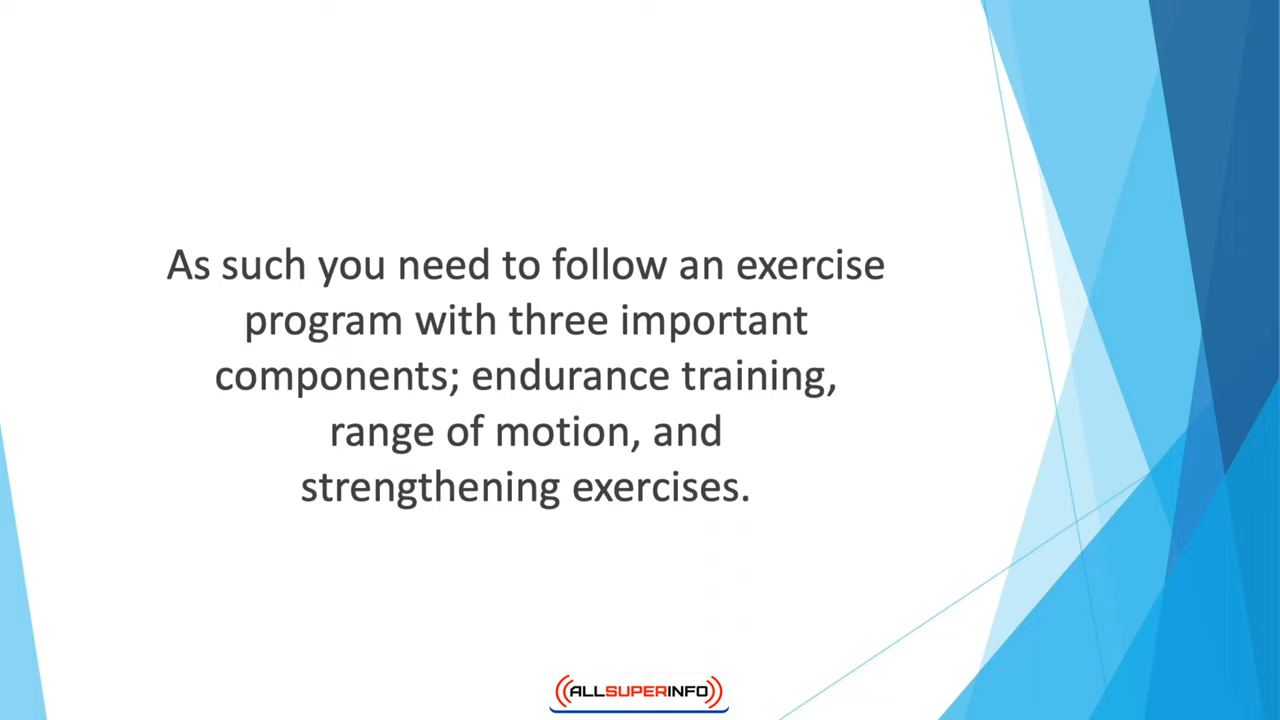 As such you need to follow an exercise
program with three important
components; endurance training,
range of motion, and
strengthening exercises.
ALLSUPERINFO